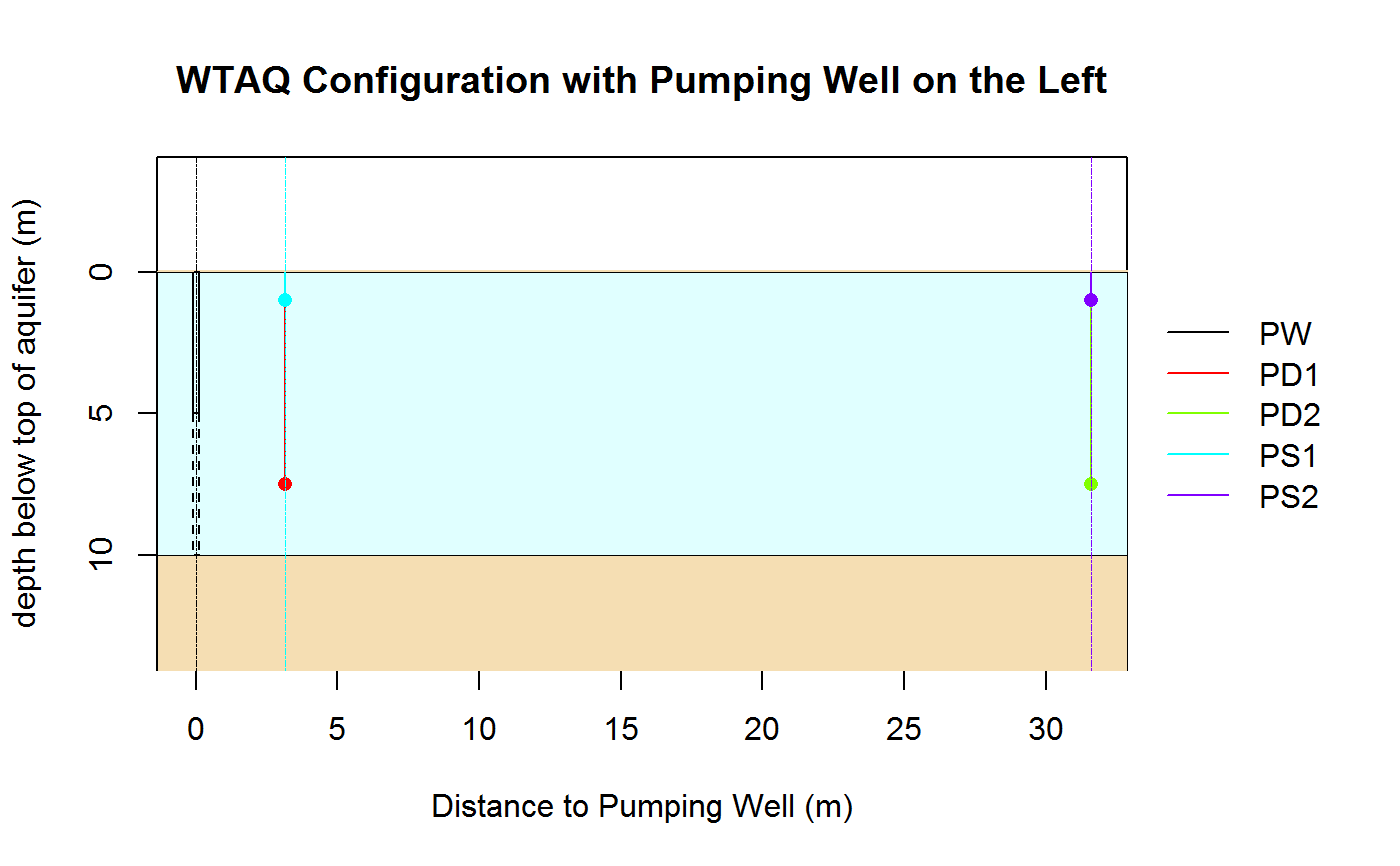 WTAQ Configuration with Pumping Well on the Left
depth below top of aquifer (m)
0
5
10
0 5 10 15 20 25 30
Distance to Pumping Well (m)
PW
PD1
PD2
PS1
PS2